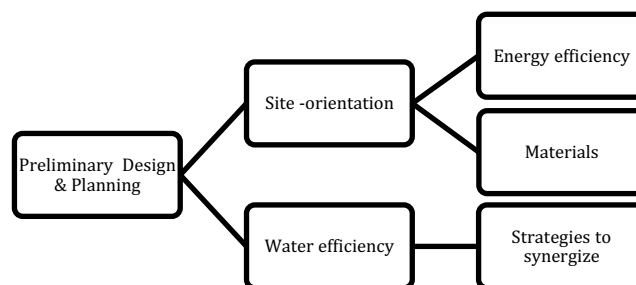 Energy efficiency
Site -orientation
Materials
Preliminary  Design
& Planning
Water efficiency
Strategies to
synergize